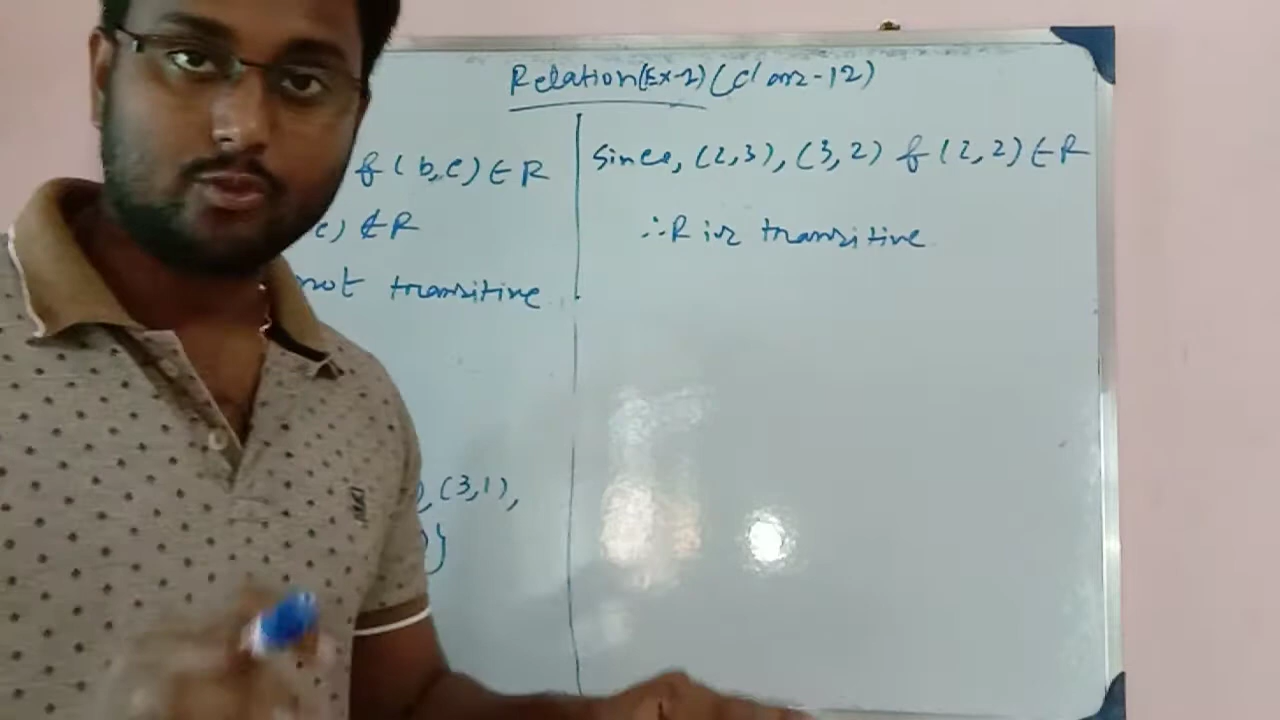 Relation(Ex-2)(Class-12)
& (b,c) ∈ R
c) ∉ R
not transitive
(3,1),
}
Since, (2,3), (3,2) & (2,2) ∈ R
∴ R is transitive